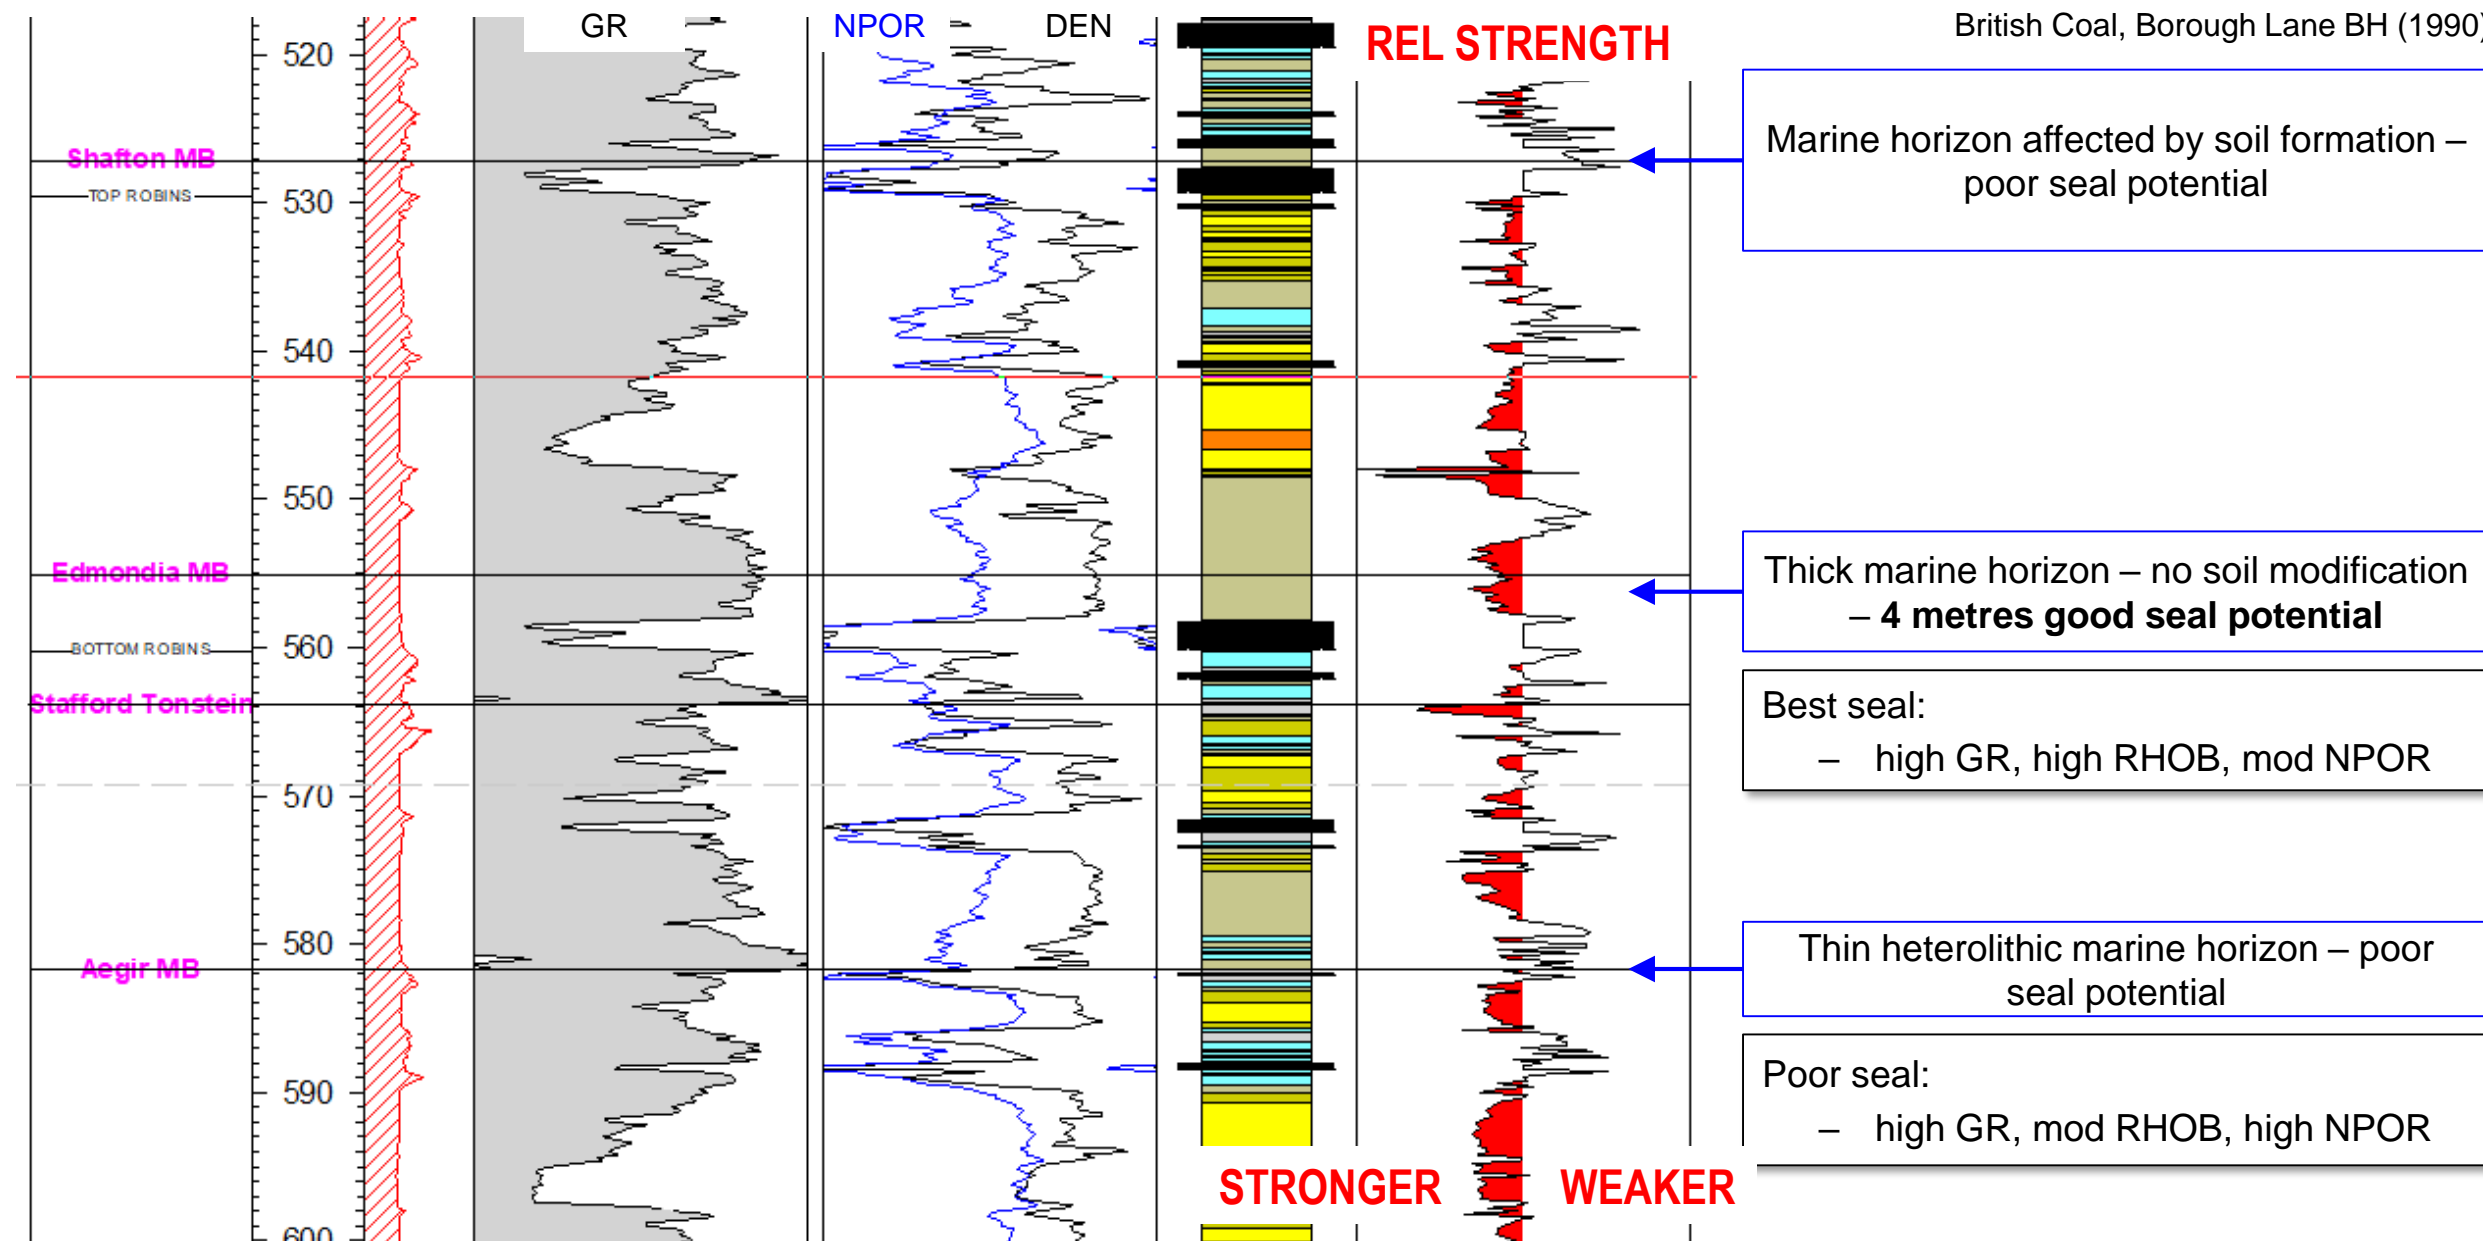 GR
NPOR
DEN
REL STRENGTH
British Coal, Borough Lane BH (1990)
520
Marine horizon affected by soil formation –
poor seal potential
Shafton MB
TOP ROBINS
530
540
550
Edmondia MB
Thick marine horizon – no soil modification
– 4 metres good seal potential
BOTTOM ROBINS
560
Stafford Tonstein
Best seal:
– high GR, high RHOB, mod NPOR
570
580
Aegir MB
Thin heterolithic marine horizon – poor
seal potential
Poor seal:
– high GR, mod RHOB, high NPOR
590
STRONGER
WEAKER
600